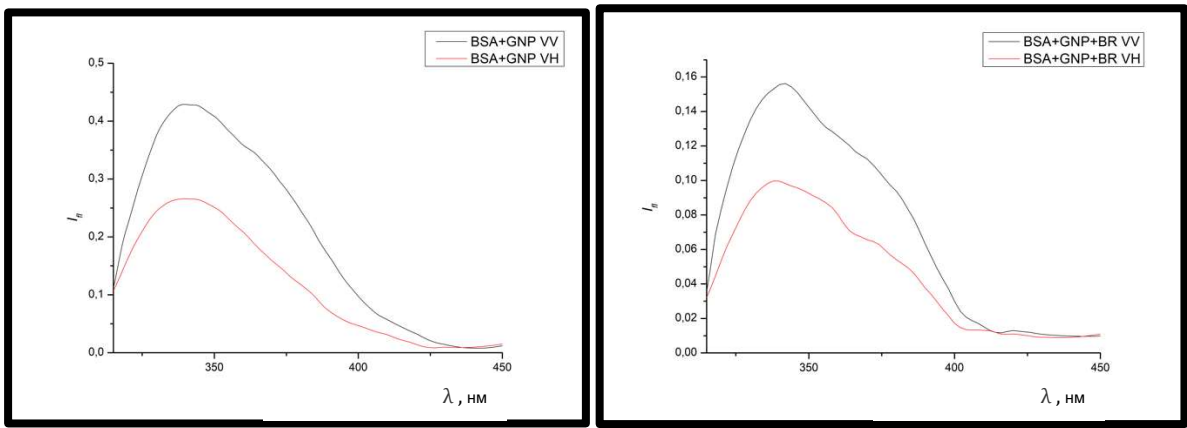 BSA+GNP VV
BSA+GNP VH
0,5
0,4
0,3
0,2
0,1
0,0
I fl
350
400
450
λ , нм
BSA+GNP+BR VV
BSA+GNP+BR VH
0,16
0,14
0,12
0,10
0,08
0,06
0,04
0,02
0,00
I fl
350
400
450
λ , нм